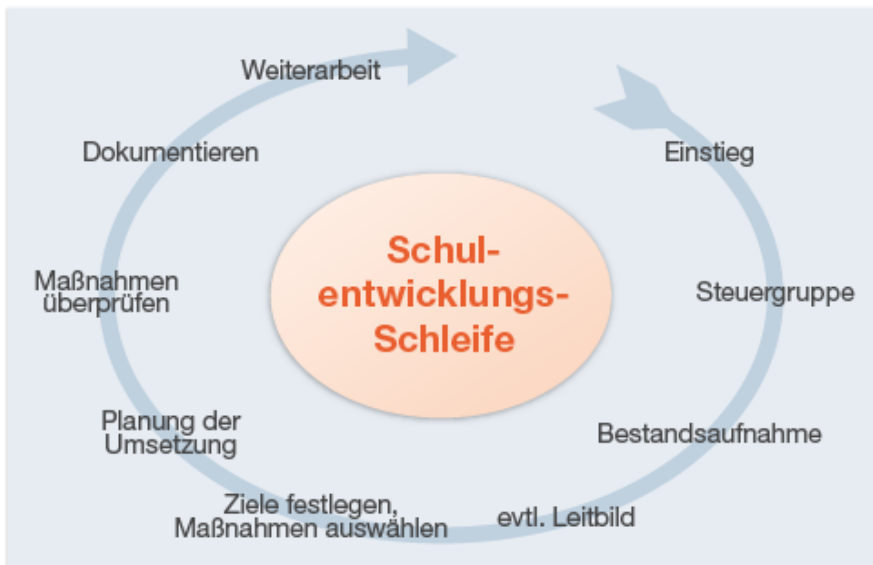 Schul-
entwicklungs-
Schleife
Einstieg
Steuergruppe
Bestandsaufnahme
evtl. Leitbild
Ziele festlegen,
Maßnahmen auswählen
Planung der
Umsetzung
Maßnahmen
überprüfen
Dokumentieren
Weiterarbeit